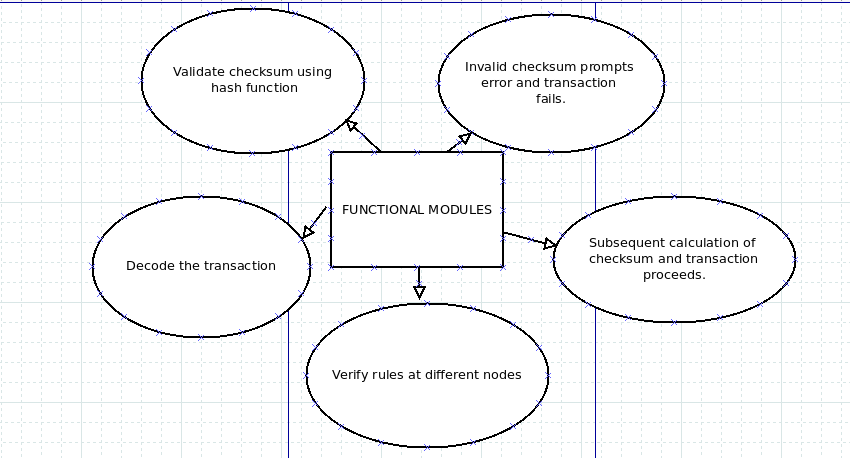 Validate checksum using
hash function
Invalid checksum prompts
error and transaction
fails.
FUNCTIONAL MODULES
Decode the transaction
Subsequent calculation of
checksum and transaction
proceeds.
Verify rules at different nodes